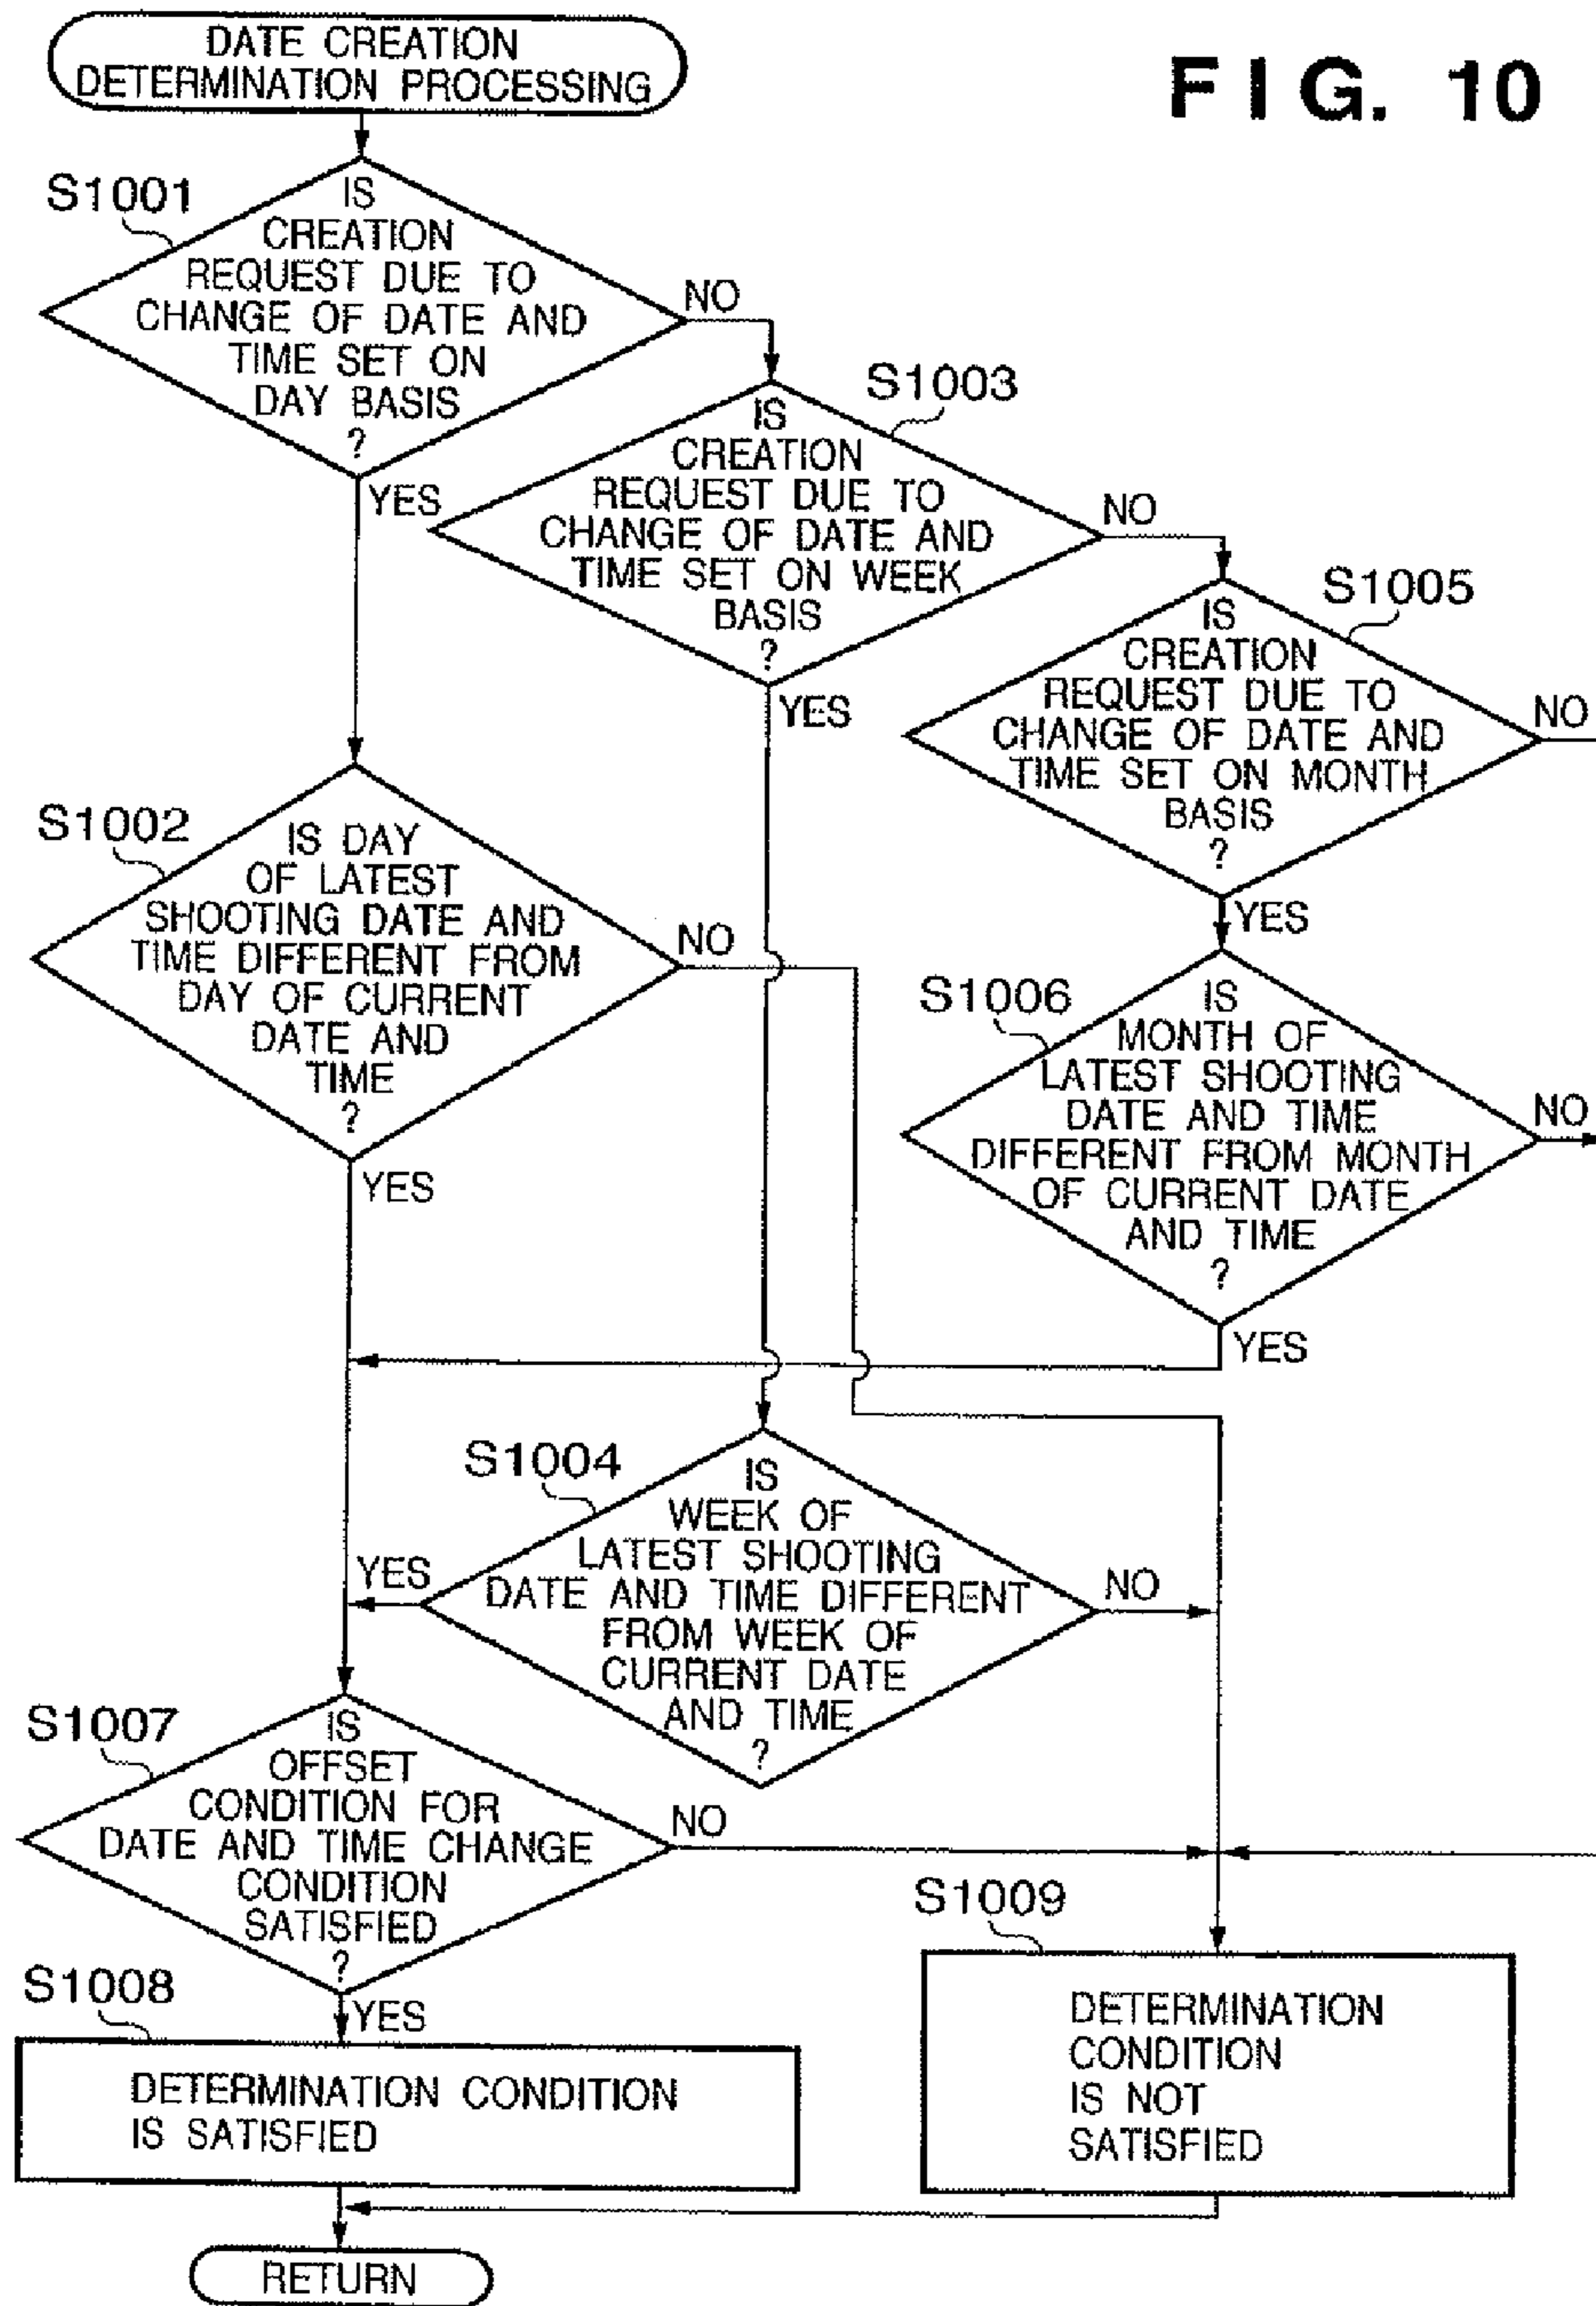 DATE CREATION
DETERMINATION PROCESSING
FIG. 10
S1001
IS
CREATION
REQUEST DUE TO
CHANGE OF DATE AND
TIME SET ON
DAY BASIS
?
NO
YES
S1003
IS
CREATION
REQUEST DUE TO
CHANGE OF DATE AND
TIME SET ON WEEK
BASIS
?
NO
YES
S1005
IS
CREATION
REQUEST DUE TO
CHANGE OF DATE AND
TIME SET ON MONTH
BASIS
?
NO
YES
S1002
IS DAY
OF LATEST
SHOOTING DATE AND
TIME DIFFERENT FROM
DAY OF CURRENT
DATE AND
TIME
?
NO
YES
S1006
IS
MONTH OF
LATEST SHOOTING
DATE AND TIME
DIFFERENT FROM MONTH
OF CURRENT DATE
AND TIME
?
NO
YES
S1004
IS
WEEK OF
LATEST SHOOTING
DATE AND TIME DIFFERENT
FROM WEEK OF
CURRENT DATE
AND TIME
?
YES
NO
S1007
IS
OFFSET
CONDITION FOR
DATE AND TIME CHANGE
CONDITION
SATISFIED
?
NO
YES
S1008
DETERMINATION CONDITION
IS SATISFIED
S1009
DETERMINATION
CONDITION
IS NOT
SATISFIED
RETURN